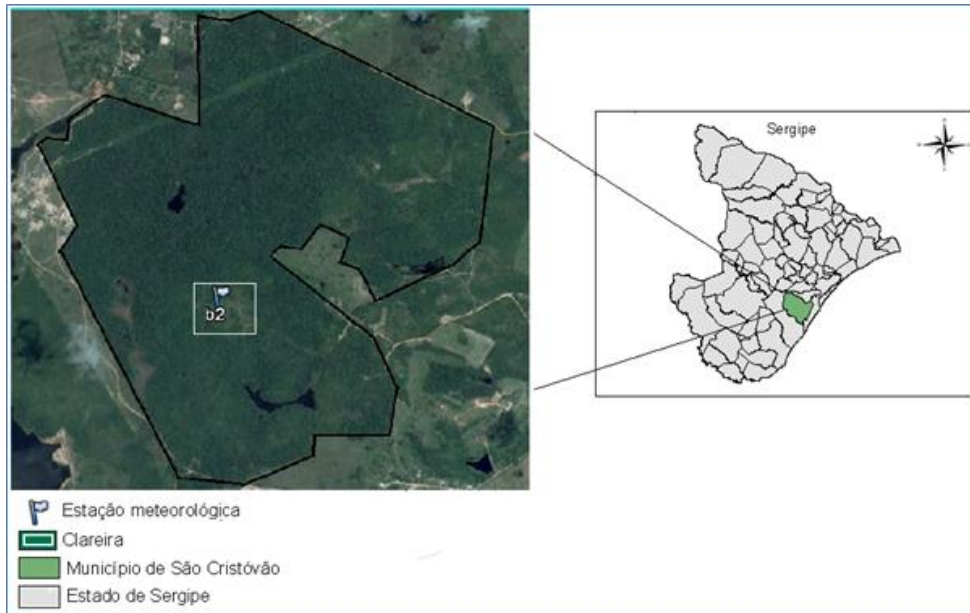 b2
Sergipe
Estação meteorológica
Clareira
Município de São Cristóvão
Estado de Sergipe